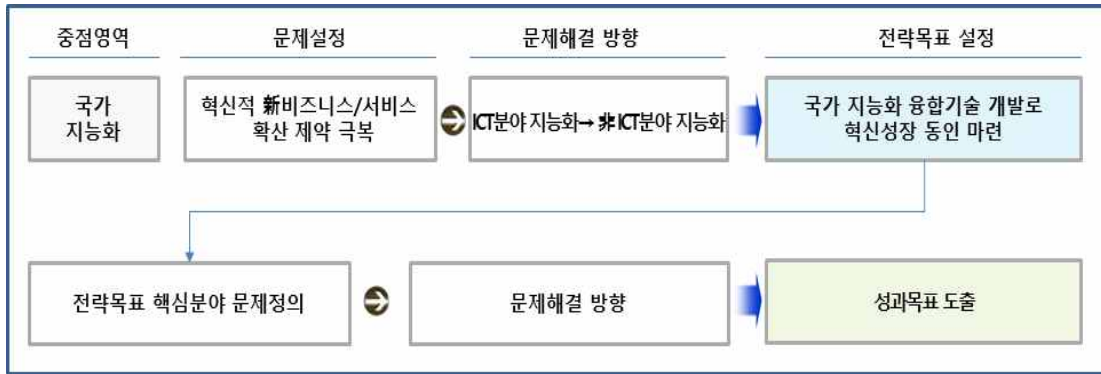 중점영역
문제설정
문제해결 방향
전략목표 설정
국가
지능화
혁신적 新비즈니스/서비스
확산 제약 극복
ICT분야 지능화→ 非ICT분야 지능화
국가 지능화 융합기술 개발로
혁신성장 동인 마련
전략목표 핵심분야 문제정의
문제해결 방향
성과목표 도출